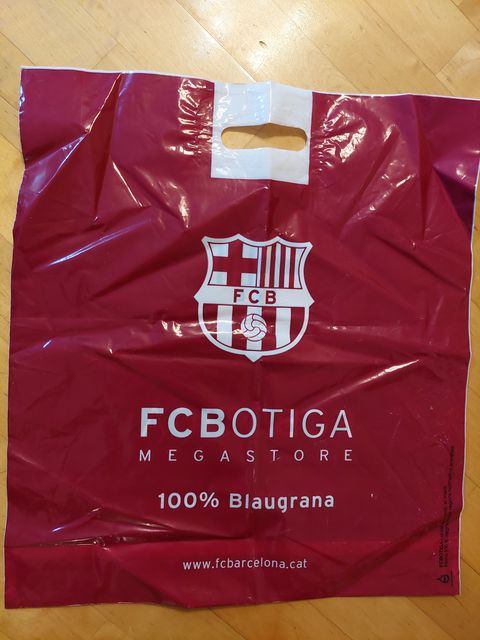 FCB
FCBOTIGA
MEGASTORE
100% Blaugrana
www.fcbarcelona.cat